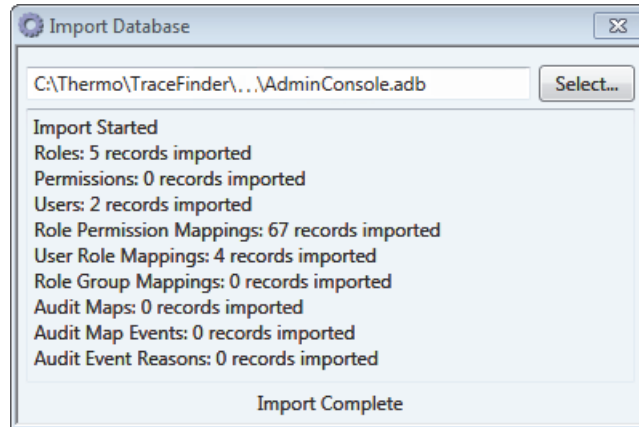 Import Database
C:\Thermo\TraceFinder\...\AdminConsole.adb
Select...
Import Started
Roles: 5 records imported
Permissions: 0 records imported
Users: 2 records imported
Role Permission Mappings: 67 records imported
User Role Mappings: 4 records imported
Role Group Mappings: 0 records imported
Audit Maps: 0 records imported
Audit Map Events: 0 records imported
Audit Event Reasons: 0 records imported
Import Complete